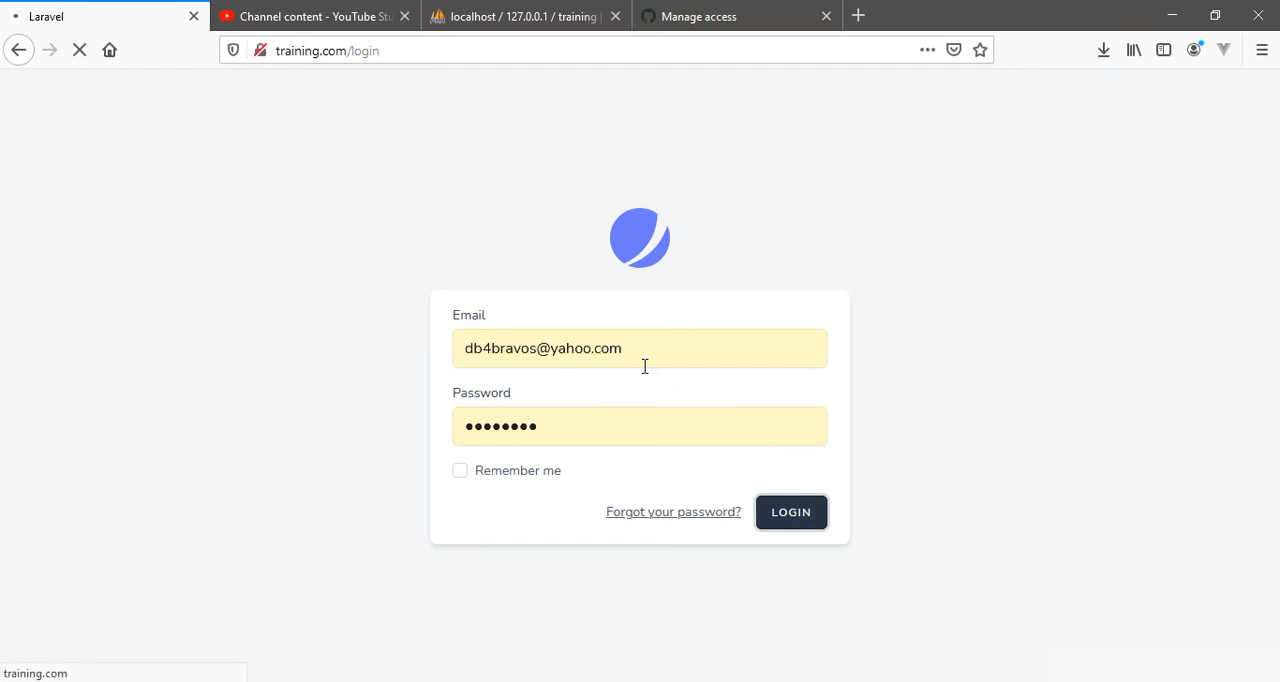 Laravel
Channel content - YouTube Stu
localhost / 127.0.0.1 / training
Manage access
training.com/login
Email
db4bravos@yahoo.com
Password
Remember me
Forgot your password?
LOGIN
training.com